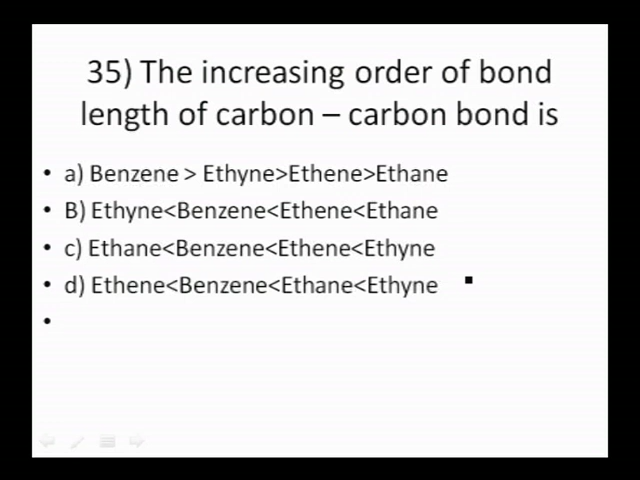 35) The increasing order of bond
length of carbon – carbon bond is
• a) Benzene > Ethyne>Ethene>Ethane
• B) Ethyne<Benzene<Ethene<Ethane
• c) Ethane<Benzene<Ethene<Ethyne
• d) Ethene<Benzene<Ethane<Ethyne
•